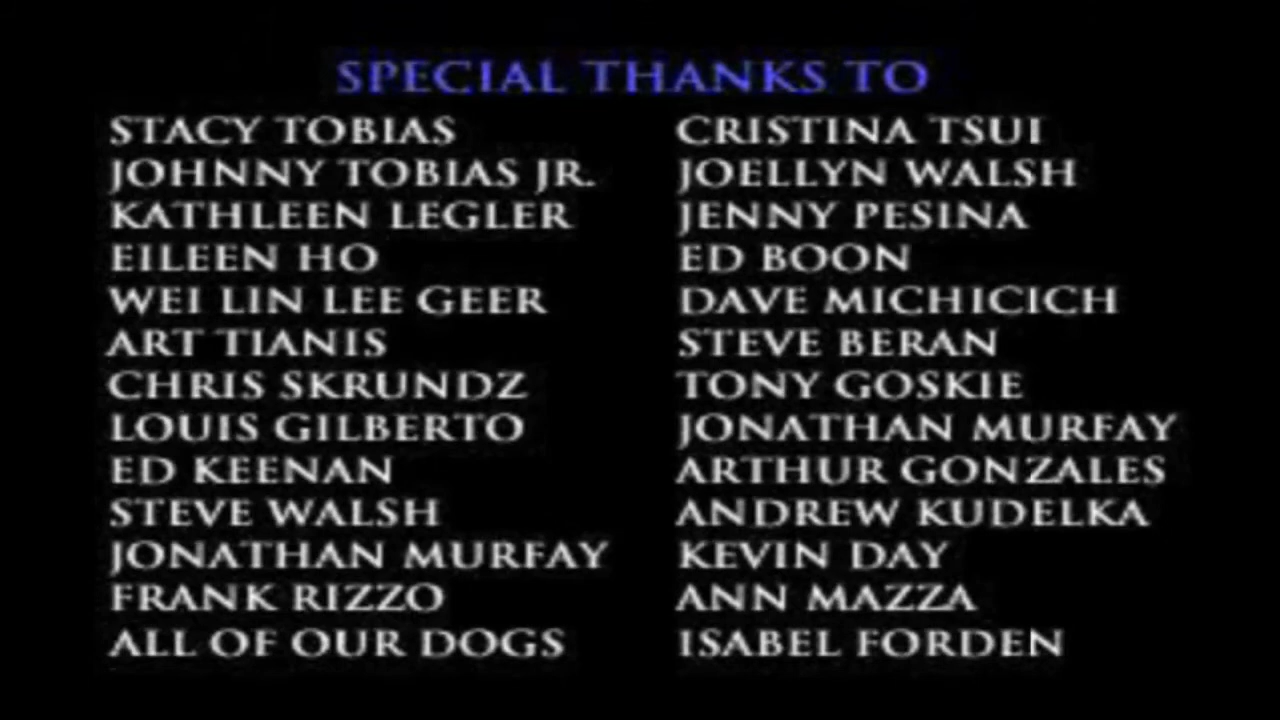 SPECIAL THANKS TO
STACY TOBIAS
JOHNNY TOBIAS JR.
KATHLEEN LEGLER
EILEEN HO
WEI LIN LEE GEER
ART TIANIS
CHRIS SKRUNDZ
LOUIS GILBERTO
ED KEENAN
STEVE WALSH
JONATHAN MURFAY
FRANK RIZZO
ALL OF OUR DOGS
CRISTINA TSUI
JOELLYN WALSH
JENNY PESINA
ED BOON
DAVE MICHICICH
STEVE BERAN
TONY GOSKIE
JONATHAN MURFAY
ARTHUR GONZALES
ANDREW KUDELKA
KEVIN DAY
ANN MAZZA
ISABEL FORDEN